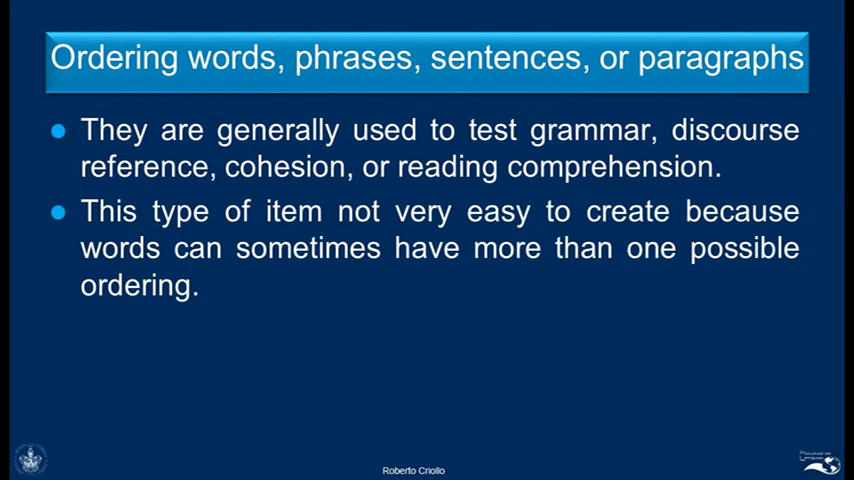 Ordering words, phrases, sentences, or paragraphs
They are generally used to test grammar, discourse
reference, cohesion, or reading comprehension.
This type of item not very easy to create because
words can sometimes have more than one possible
ordering.
Roberto Criollo